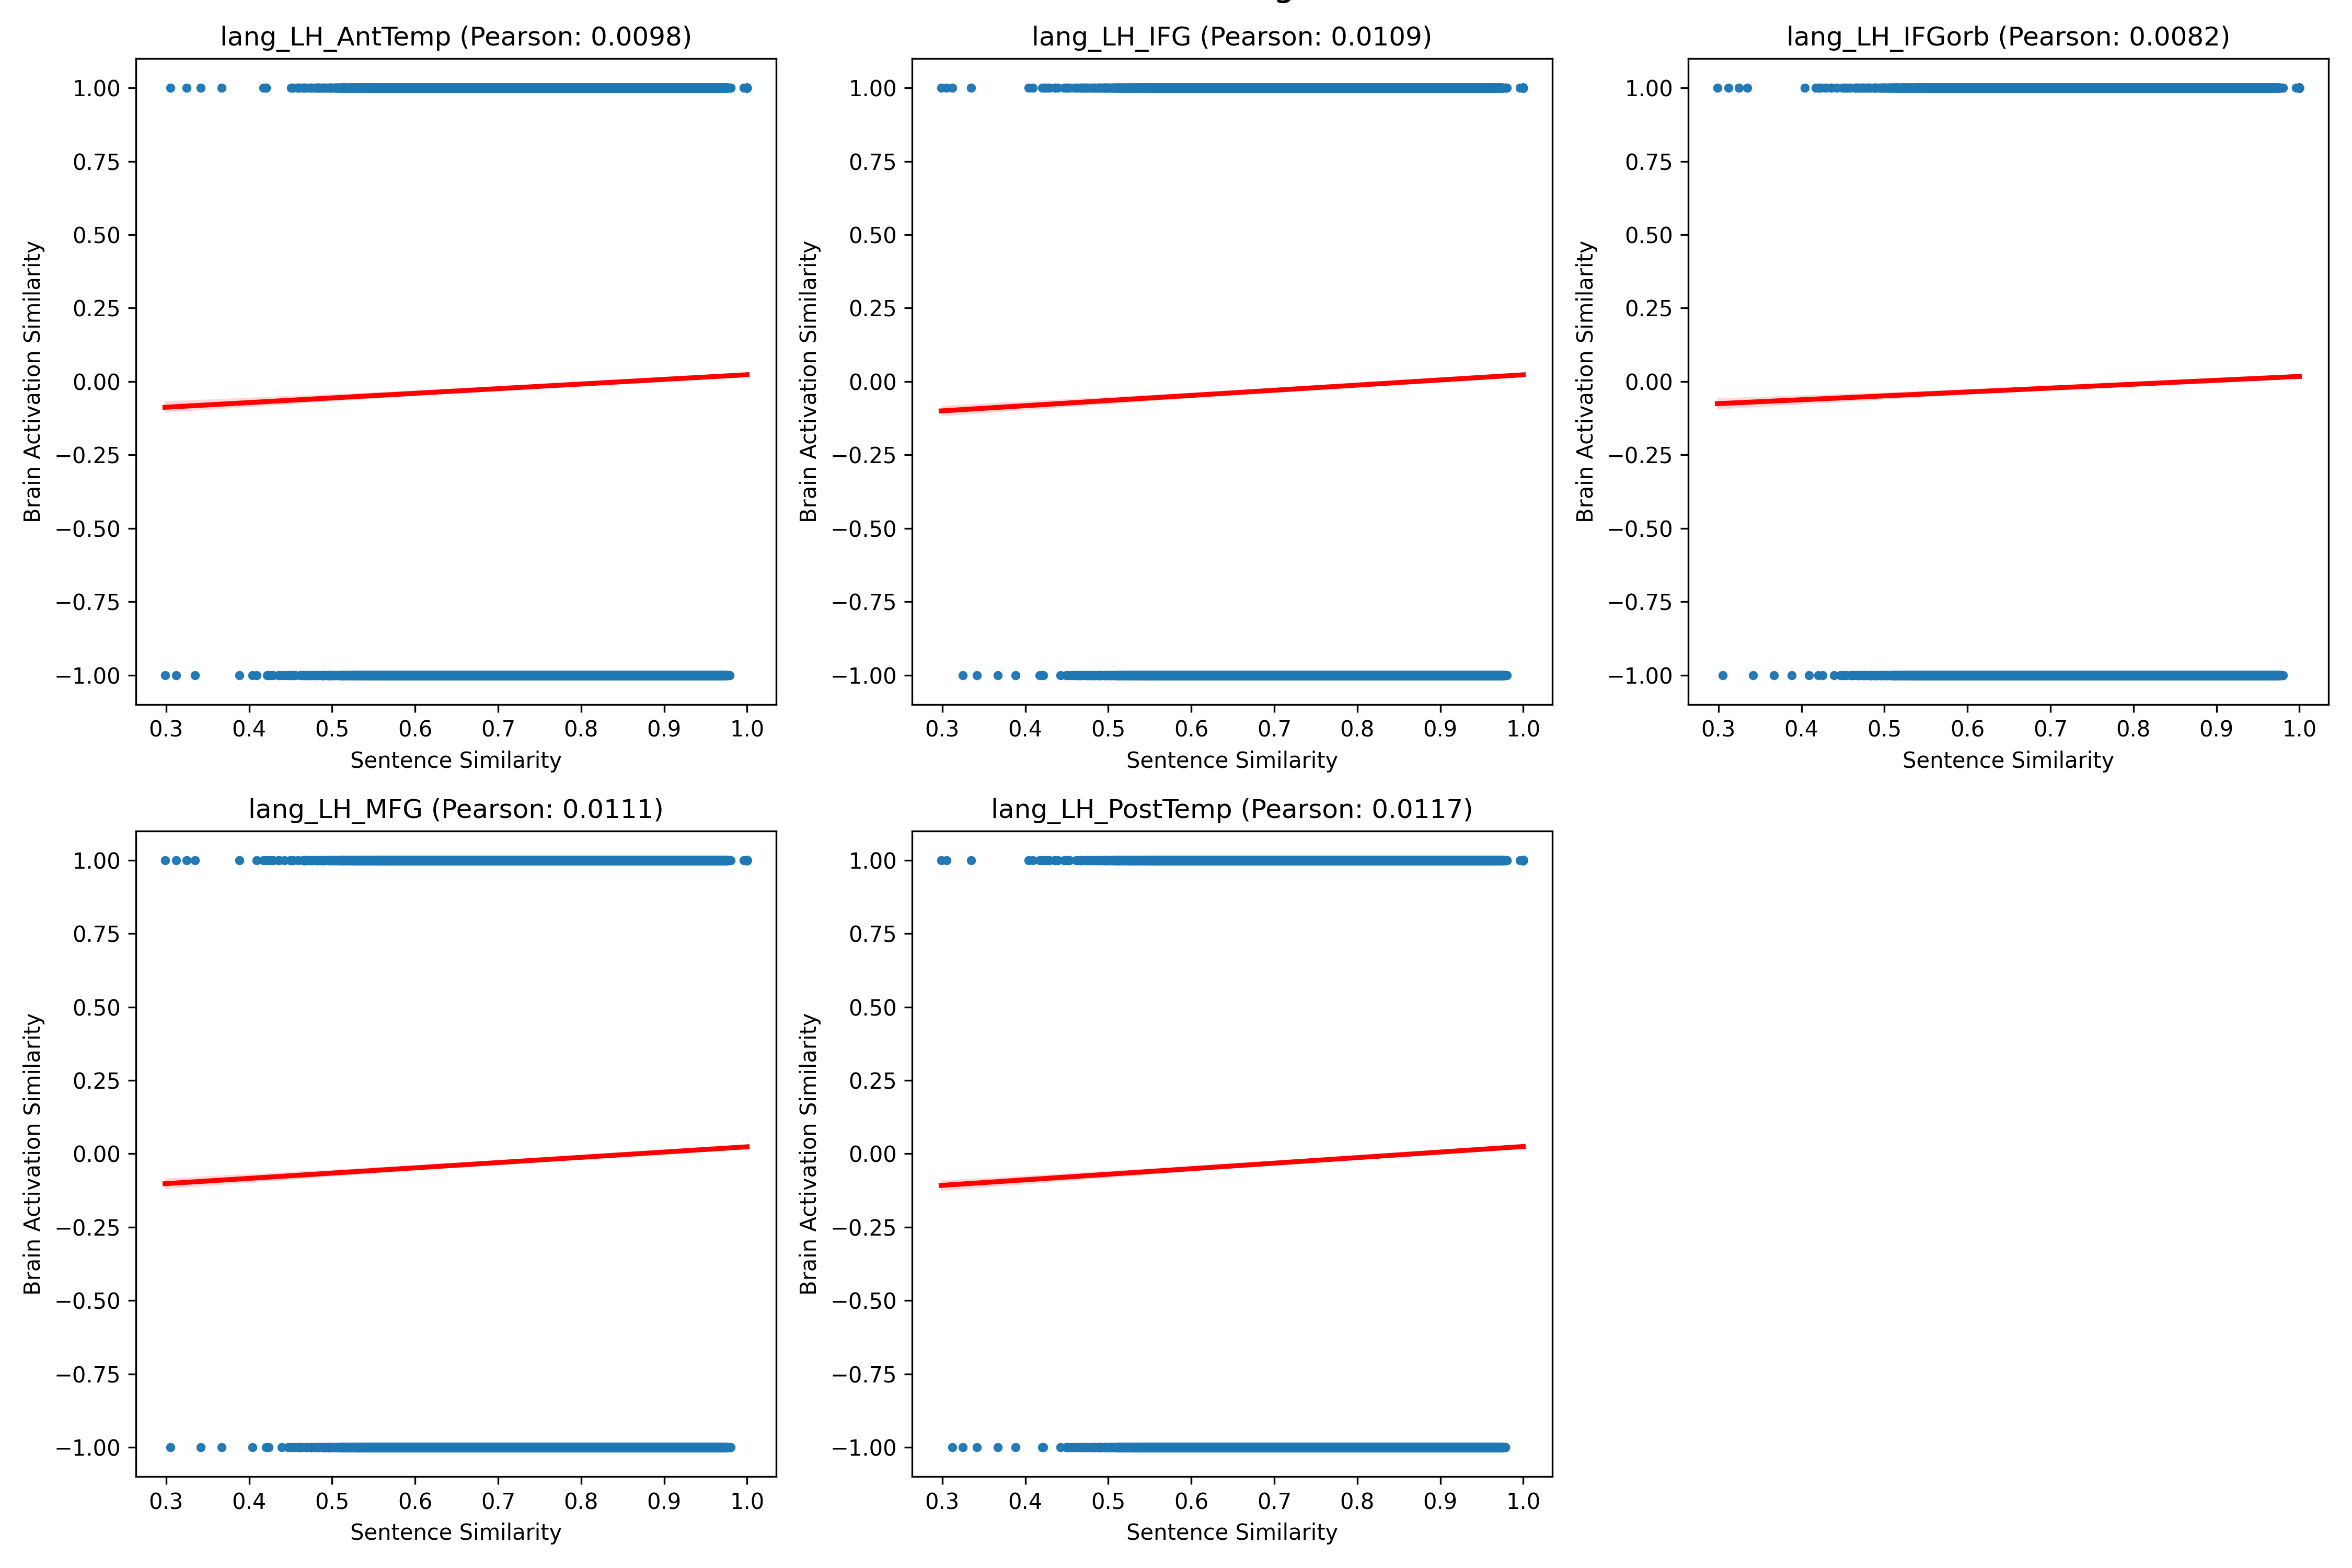 lang_LH_AntTemp (Pearson: 0.0098)
1.00
0.75
0.50
0.25
0.00
−0.25
−0.50
−0.75
−1.00
Brain Activation Similarity
0.3 0.4 0.5 0.6 0.7 0.8 0.9 1.0
Sentence Similarity
lang_LH_IFG (Pearson: 0.0109)
1.00
0.75
0.50
0.25
0.00
−0.25
−0.50
−0.75
−1.00
Brain Activation Similarity
0.3 0.4 0.5 0.6 0.7 0.8 0.9 1.0
Sentence Similarity
lang_LH_IFGorb (Pearson: 0.0082)
1.00
0.75
0.50
0.25
0.00
−0.25
−0.50
−0.75
−1.00
Brain Activation Similarity
0.3 0.4 0.5 0.6 0.7 0.8 0.9 1.0
Sentence Similarity
lang_LH_MFG (Pearson: 0.0111)
1.00
0.75
0.50
0.25
0.00
−0.25
−0.50
−0.75
−1.00
Brain Activation Similarity
0.3 0.4 0.5 0.6 0.7 0.8 0.9 1.0
Sentence Similarity
lang_LH_PostTemp (Pearson: 0.0117)
1.00
0.75
0.50
0.25
0.00
−0.25
−0.50
−0.75
−1.00
Brain Activation Similarity
0.3 0.4 0.5 0.6 0.7 0.8 0.9 1.0
Sentence Similarity